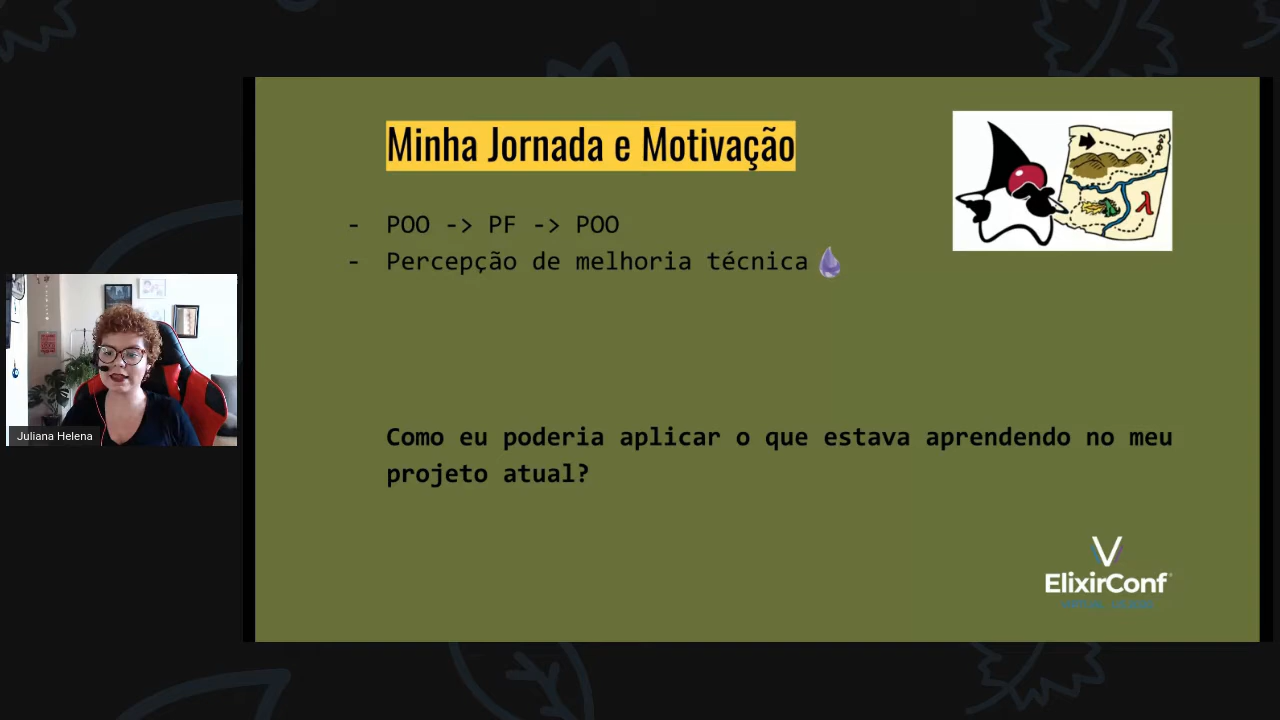 Minha Jornada e Motivação
- POO -> PF -> POO
- Percepção de melhoria técnica
λ
Juliana Helena
Como eu poderia aplicar o que estava aprendendo no meu
projeto atual?
ElixirConf